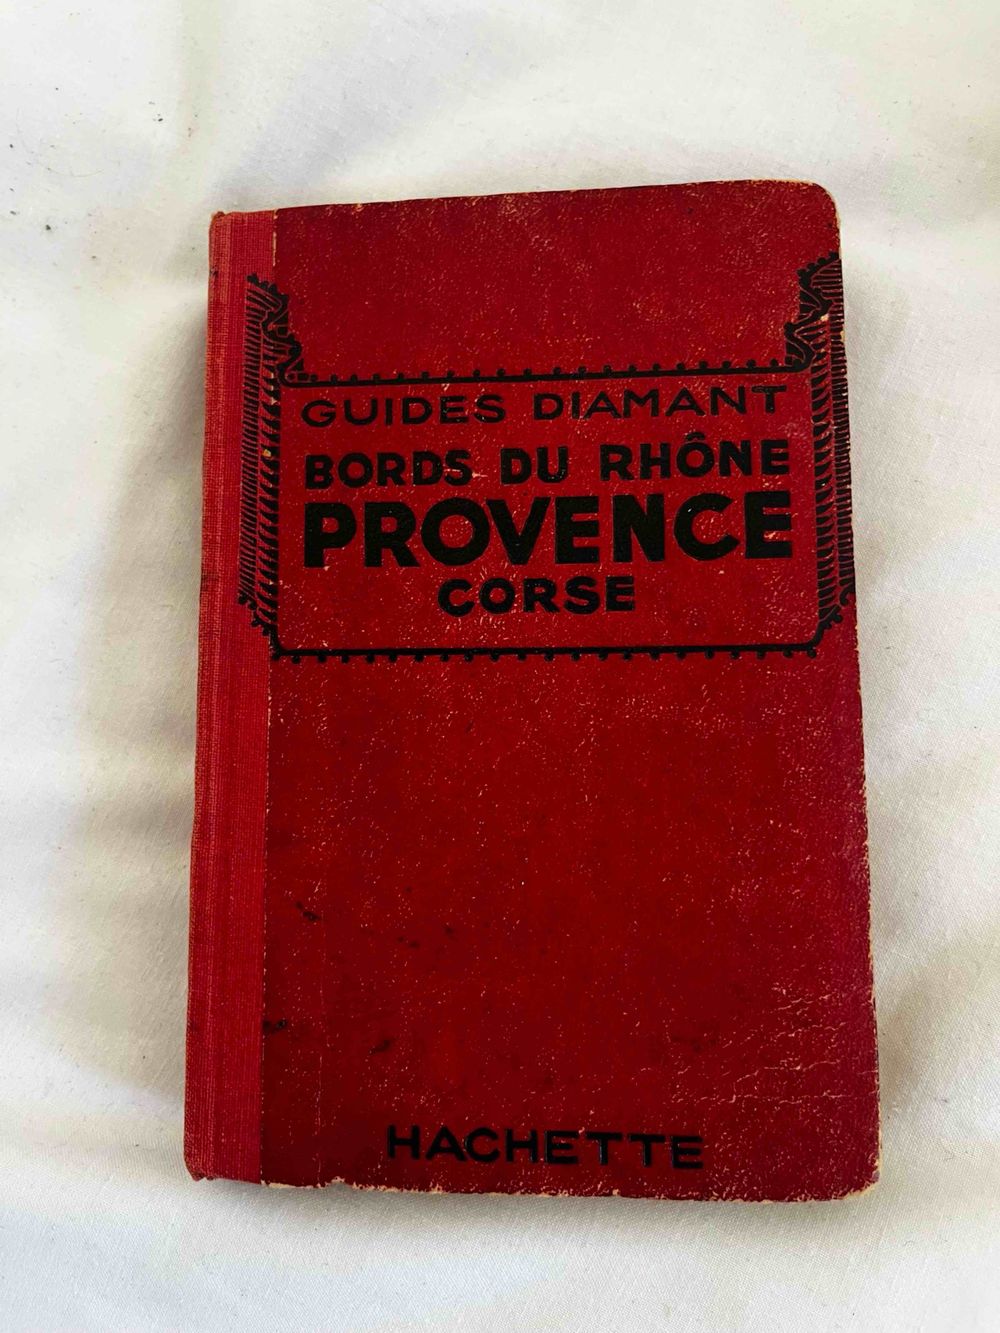 GUIDES DIAMANT
BORDS DU RHÔNE
PROVENCE
CORSE
HACHETTE